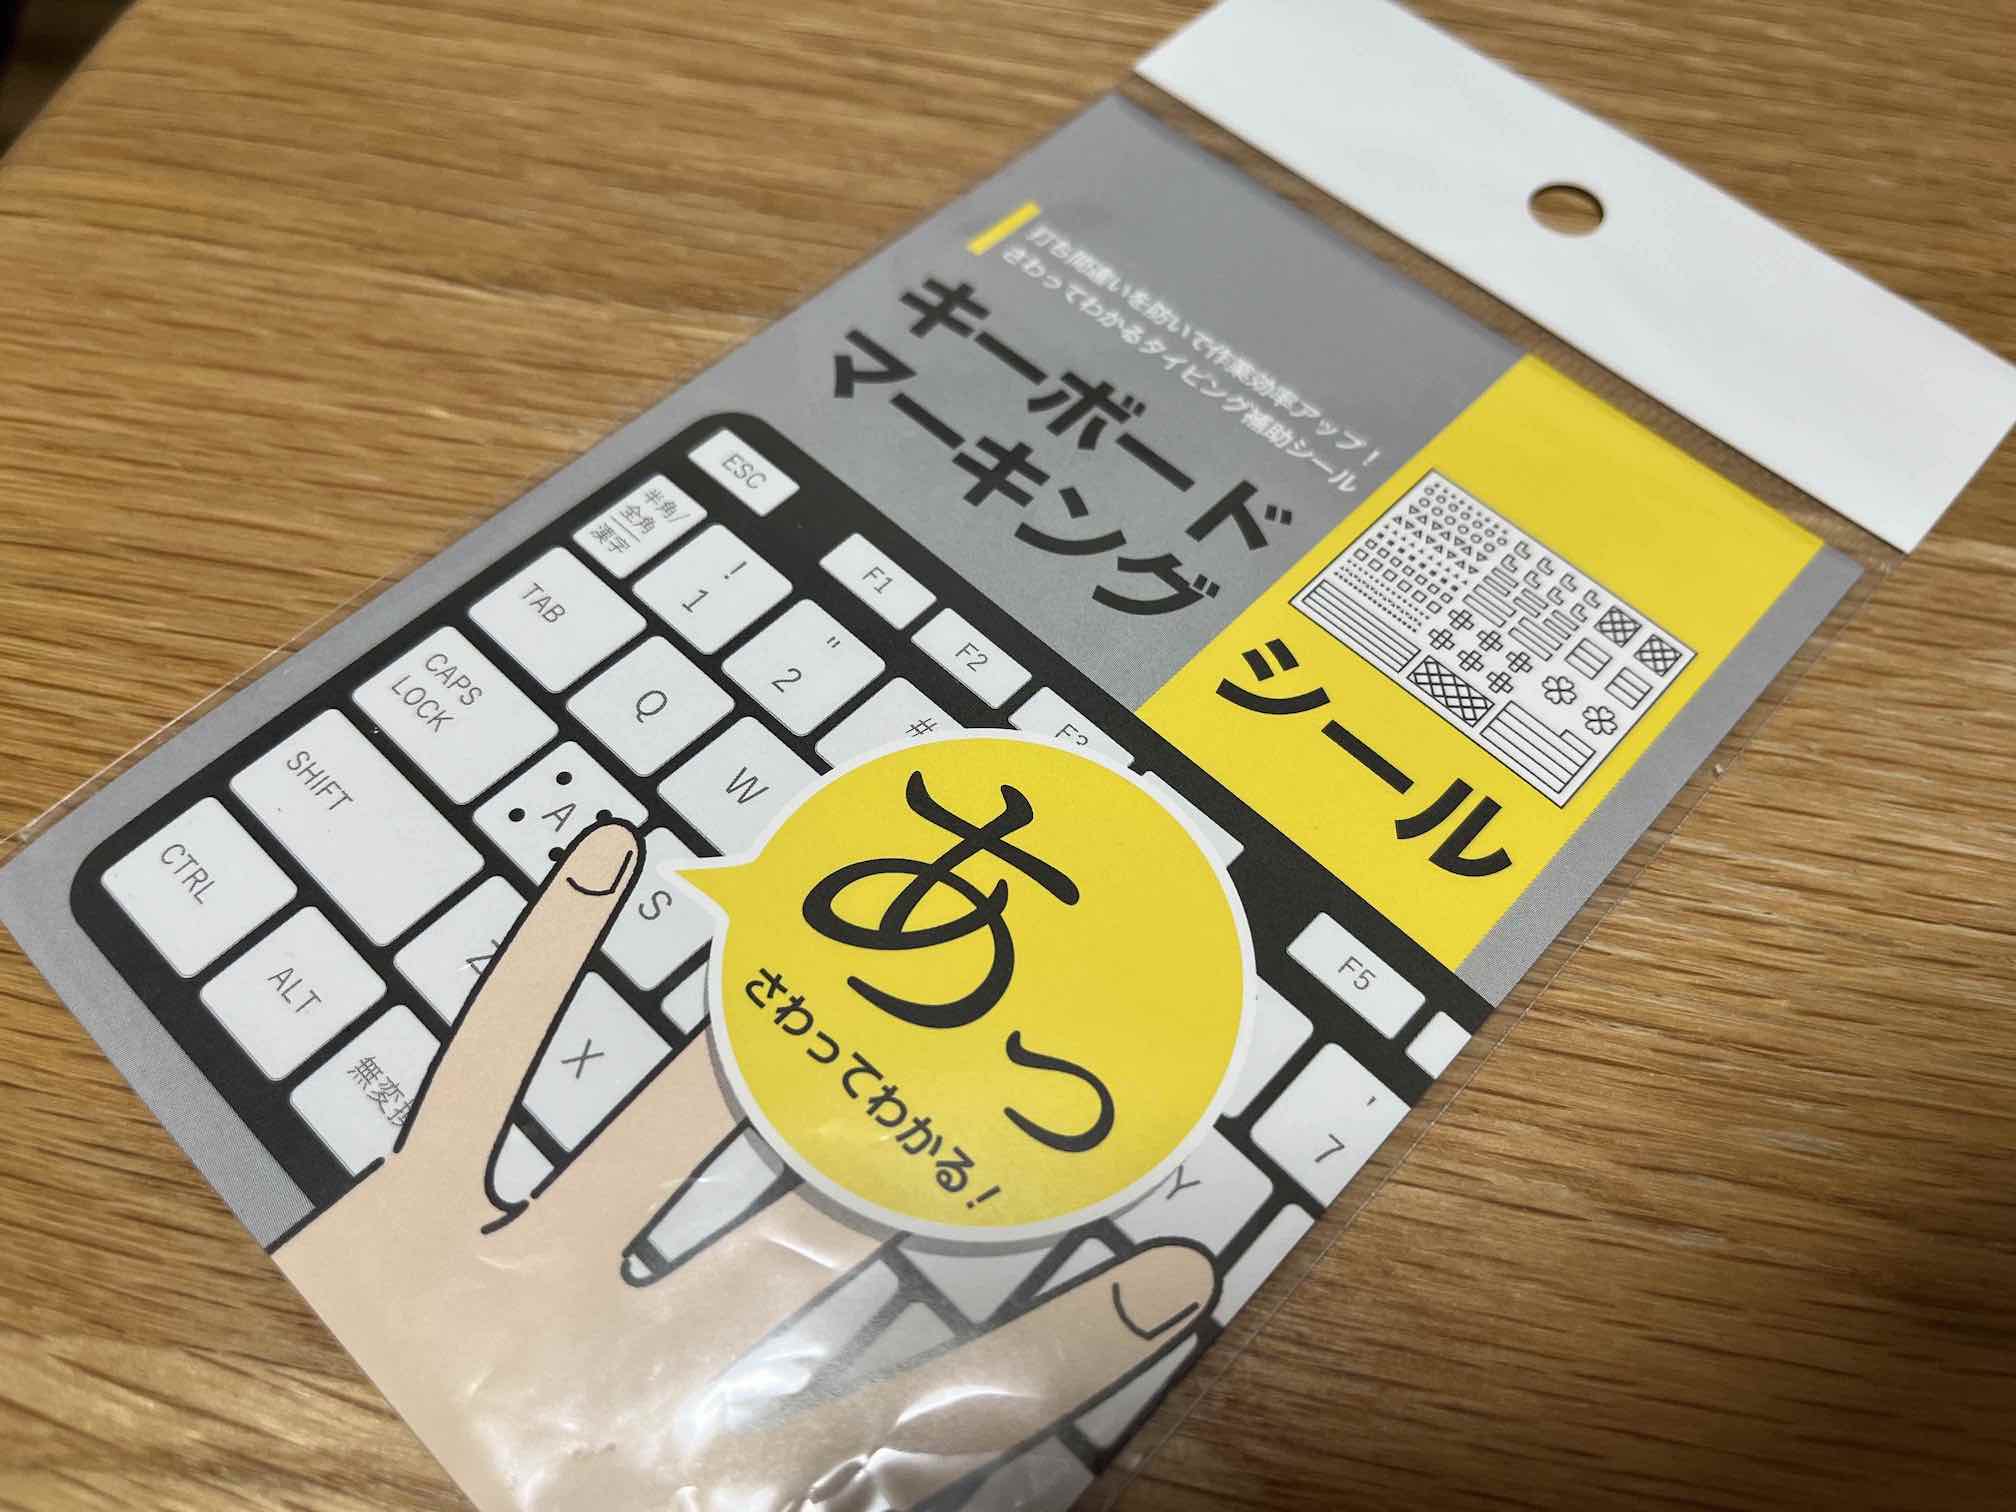 打ち間違いを防いで作業効率アップ！
さわってわかるタイピング補助シール
キーボード
マーキング
シール
ESC
F1
F2
F3
F5
半角/
全角
漢字
!
1
"
2
#
'
7
TAB
Q
W
Y
CAPS
LOCK
A
S
SHIFT
Z
X
CTRL
ALT
無変換
あっ
さわってわかる！